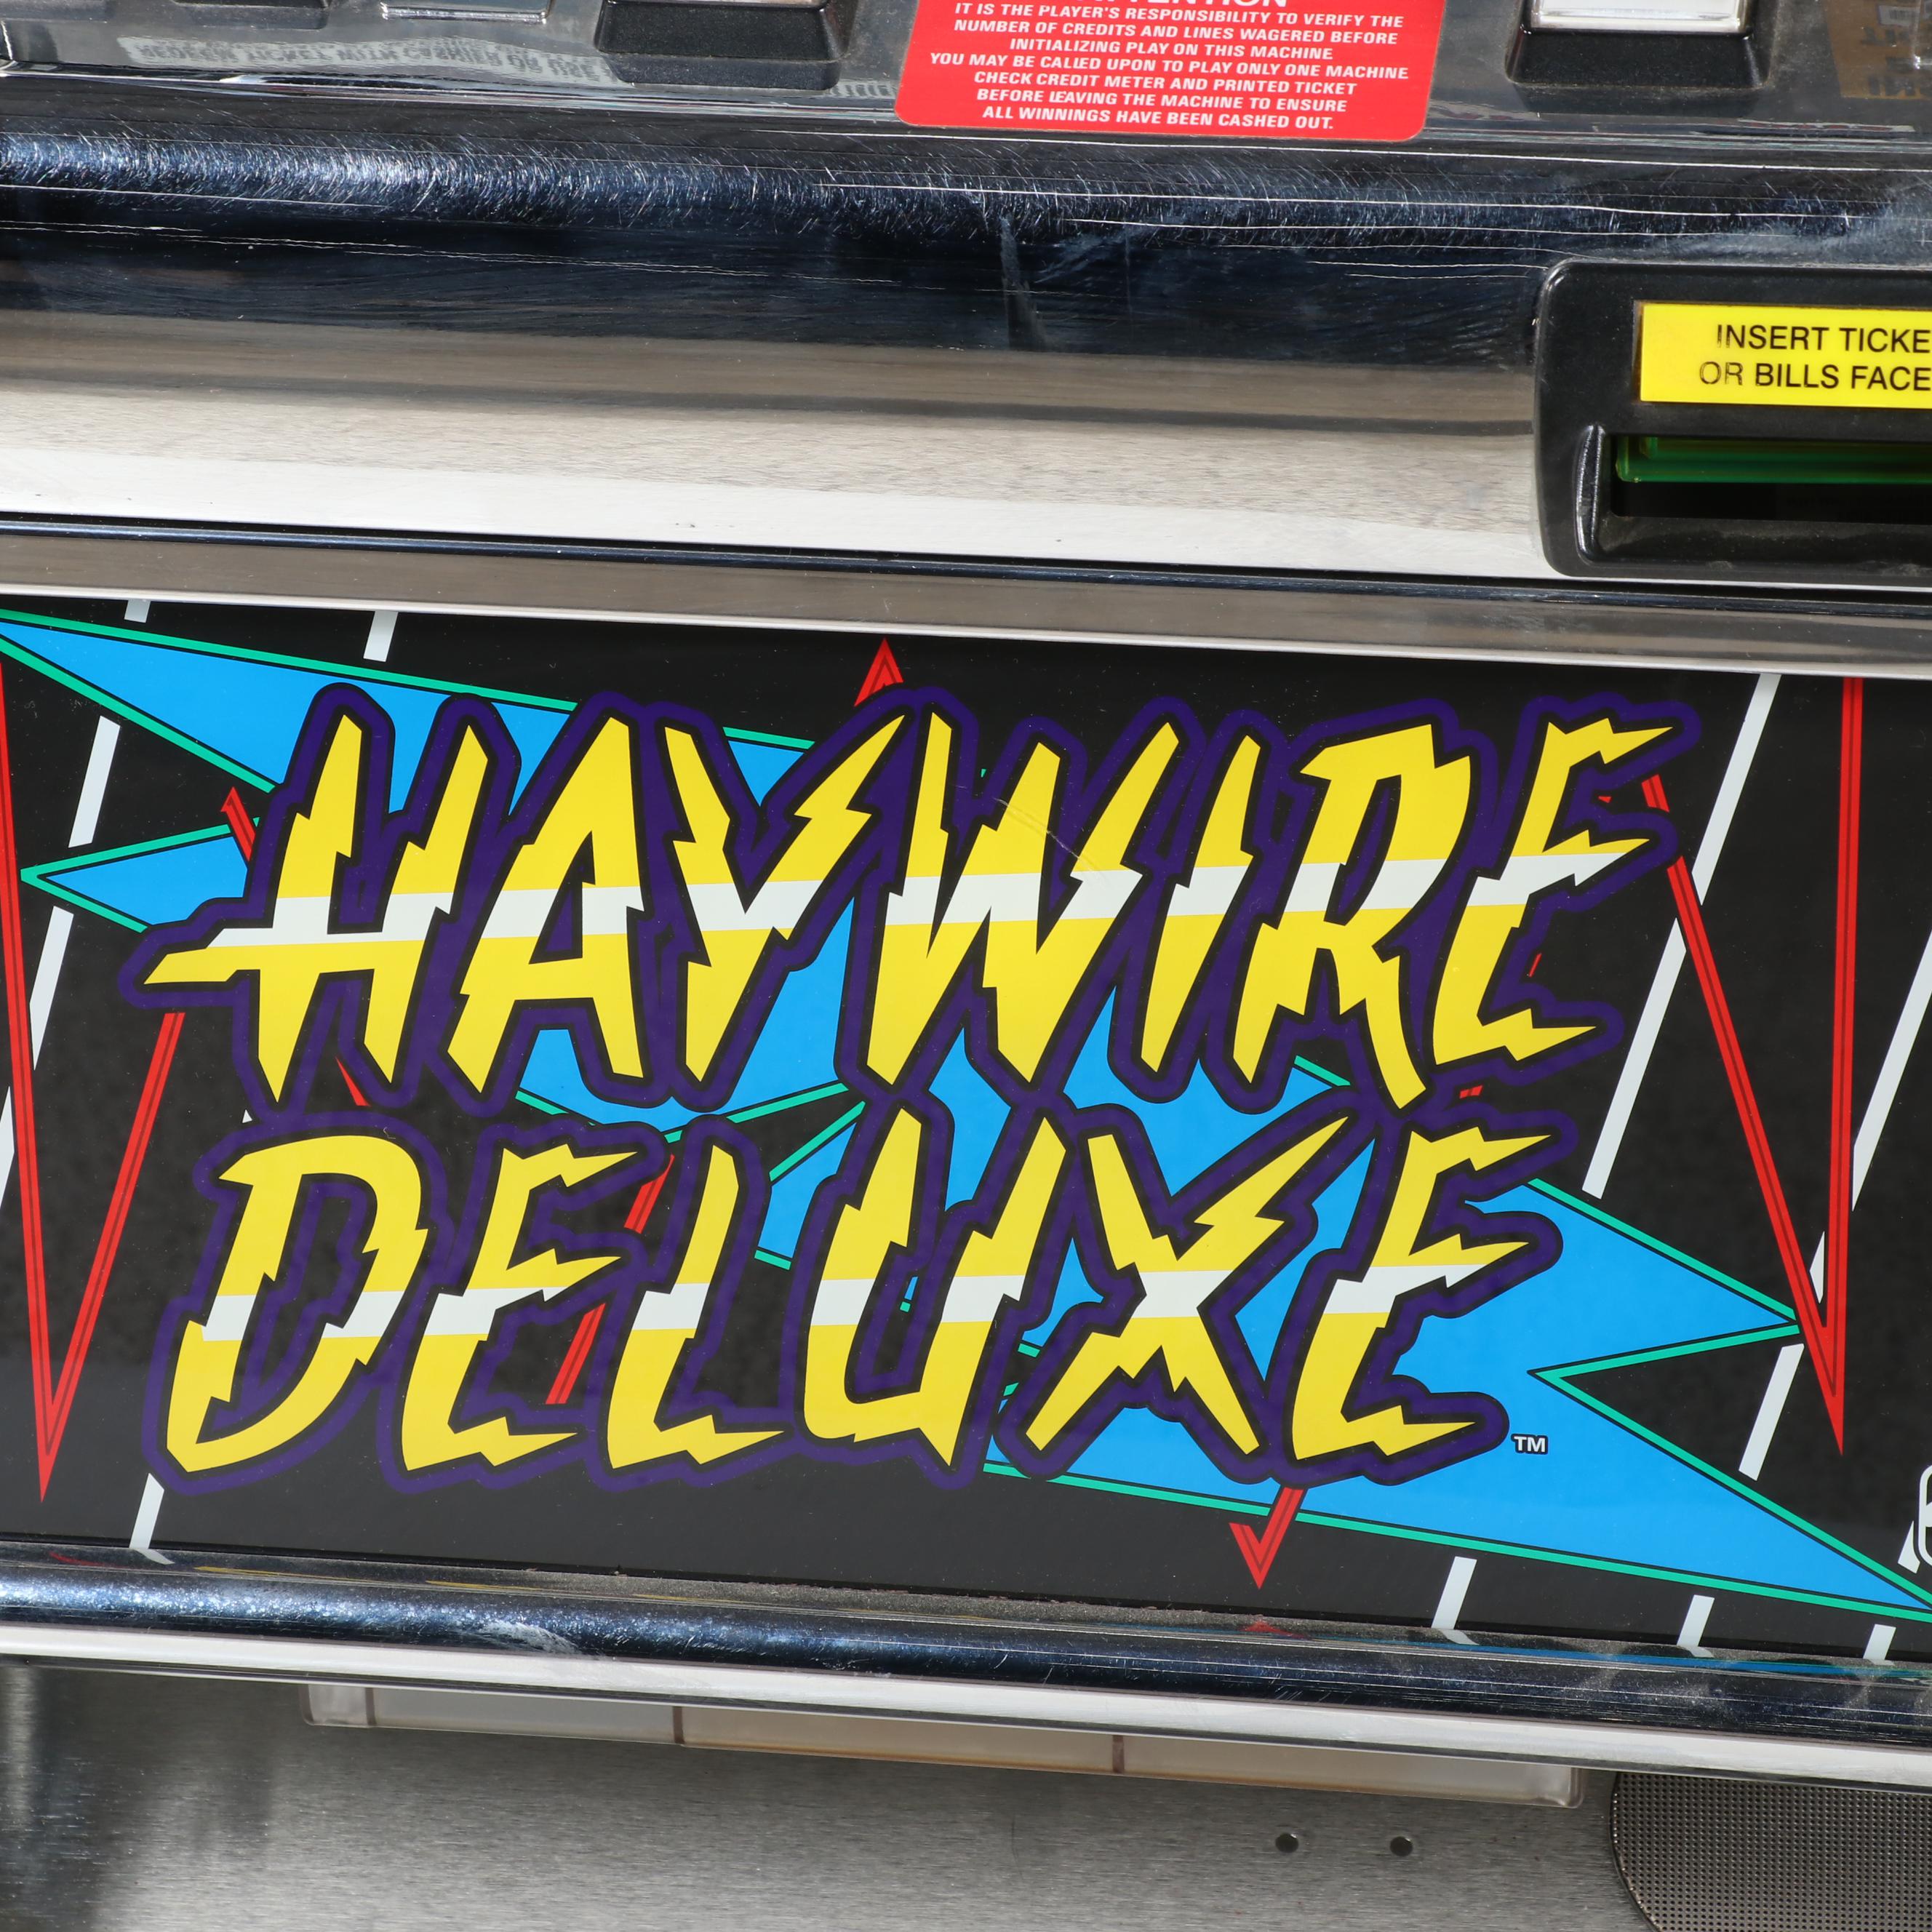 ATTENTION
IT IS THE PLAYER'S RESPONSIBILITY TO VERIFY THE
NUMBER OF CREDITS AND LINES WAGERED BEFORE
INITIALIZING PLAY ON THIS MACHINE
YOU MAY BE CALLED UPON TO PLAY ONLY ONE MACHINE
CHECK CREDIT METER AND PRINTED TICKET
BEFORE LEAVING THE MACHINE TO ENSURE
ALL WINNINGS HAVE BEEN CASHED OUT.
INSERT TICKE
OR BILLS FACE
HAYWIRE
DELUXE™